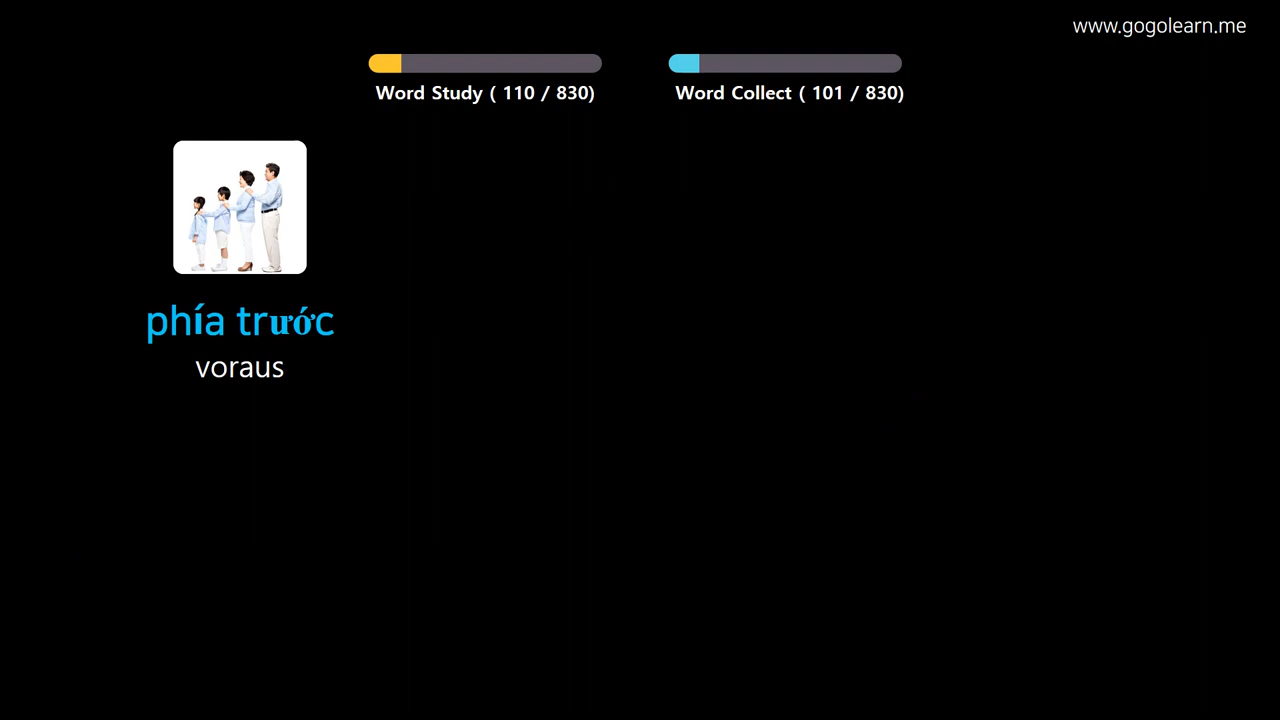 www.gogolearn.me
Word Study ( 110 / 830)
Word Collect ( 101 / 830)
phía trước
voraus